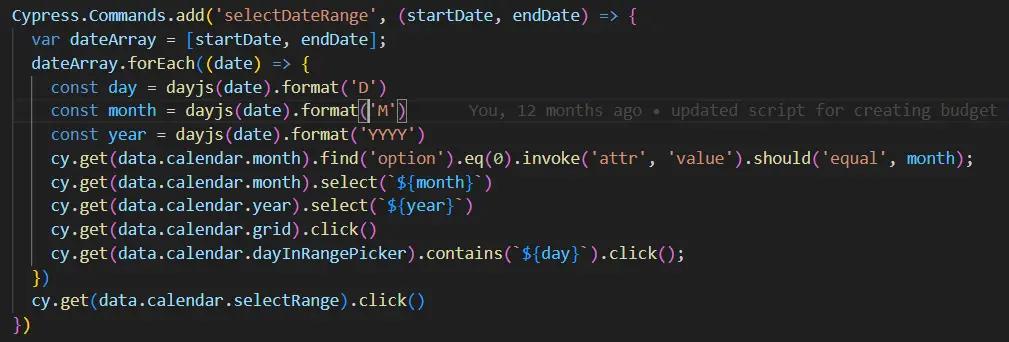 Cypress.Commands.add('selectDateRange', (startDate, endDate) => {
var dateArray = [startDate, endDate];
dateArray.forEach((date) => {
const day = dayjs(date).format('D')
const month = dayjs(date).format('M') You, 12 months ago • updated script for creating budget
const year = dayjs(date).format('YYYY')
cy.get(data.calendar.month).find('option').eq(0).invoke('attr', 'value').should('equal', month);
cy.get(data.calendar.month).select(`${month}`)
cy.get(data.calendar.year).select(`${year}`)
cy.get(data.calendar.grid).click()
cy.get(data.calendar.dayInRangePicker).contains(`${day}`).click();
})
cy.get(data.calendar.selectRange).click()
})